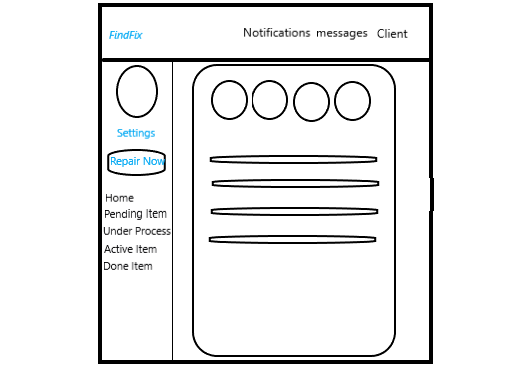 FindFix
Notifications messages Client
Settings
Repair Now
Home
Pending Item
Under Process
Active Item
Done Item